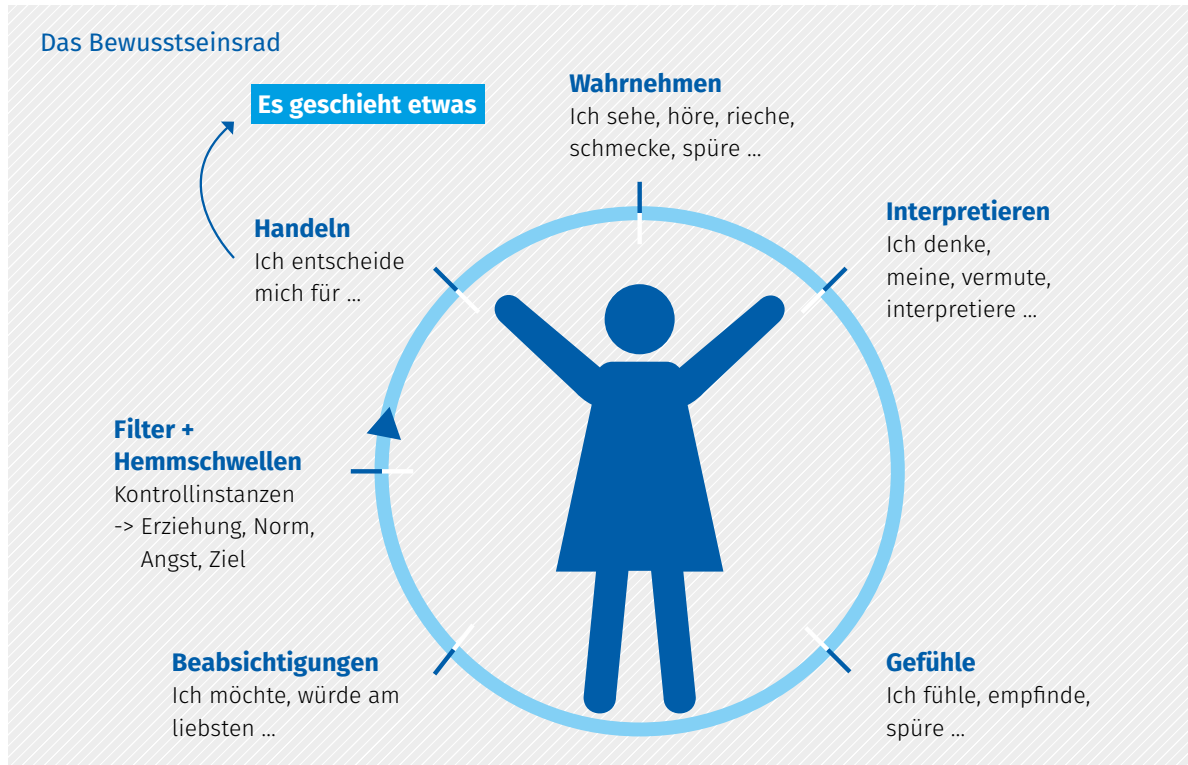 Das Bewusstseinsrad
Es geschieht etwas
Wahrnehmen
Ich sehe, höre, rieche,
schmecke, spüre ...
Interpretieren
Ich denke,
meine, vermute,
interpretiere ...
Gefühle
Ich fühle, empfinde,
spüre ...
Beabsichtigungen
Ich möchte, würde am
liebsten ...
Filter +
Hemmschwellen
Kontrollinstanzen
-> Erziehung, Norm,
Angst, Ziel
Handeln
Ich entscheide
mich für ...